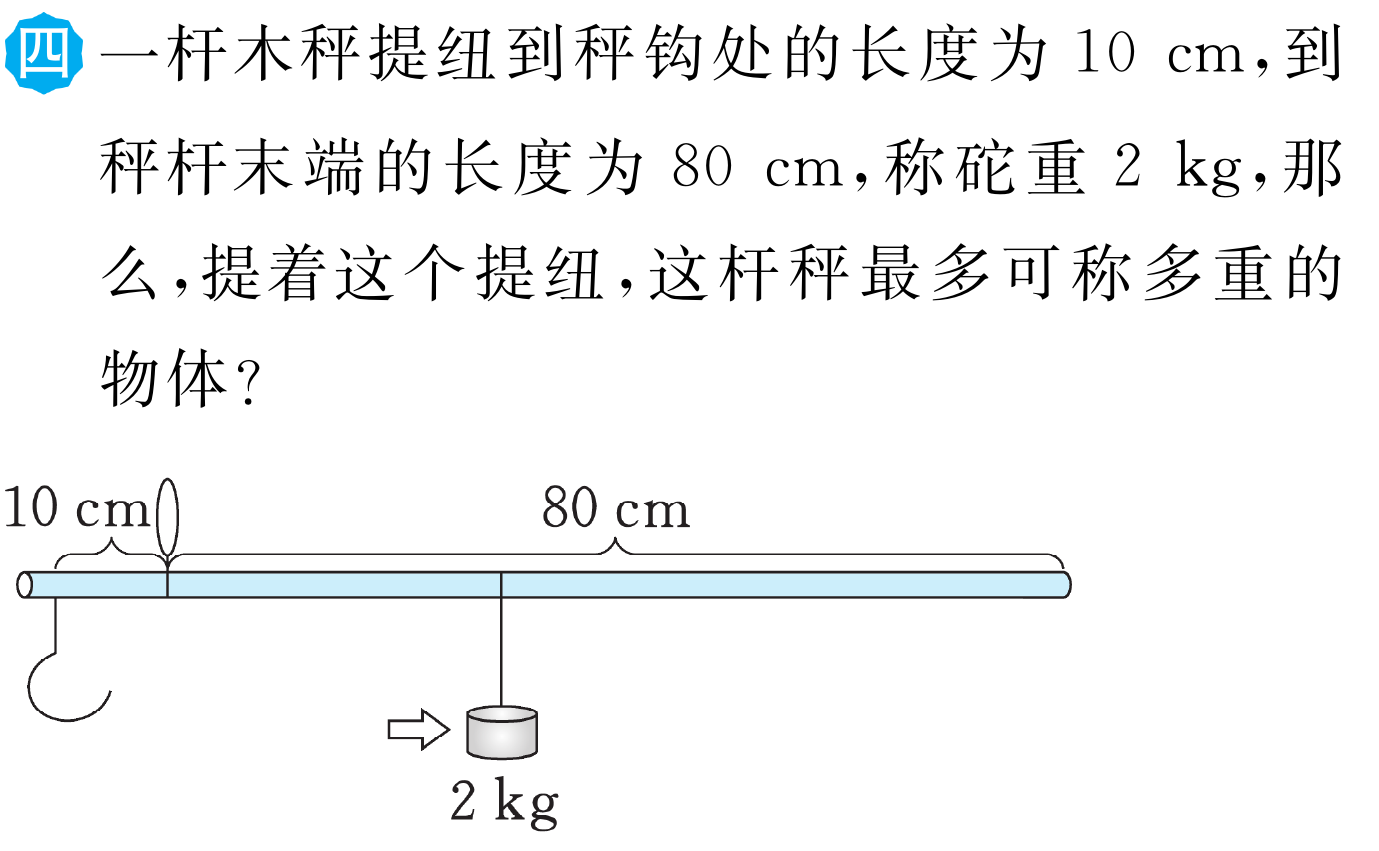 四 一杆木秤提纽到秤钩处的长度为 10 cm,到
秤杆末端的长度为 80 cm,称砣重 2 kg,那
么,提着这个提纽,这杆秤最多可称多重的
物体?
10 cm 80 cm
2 kg